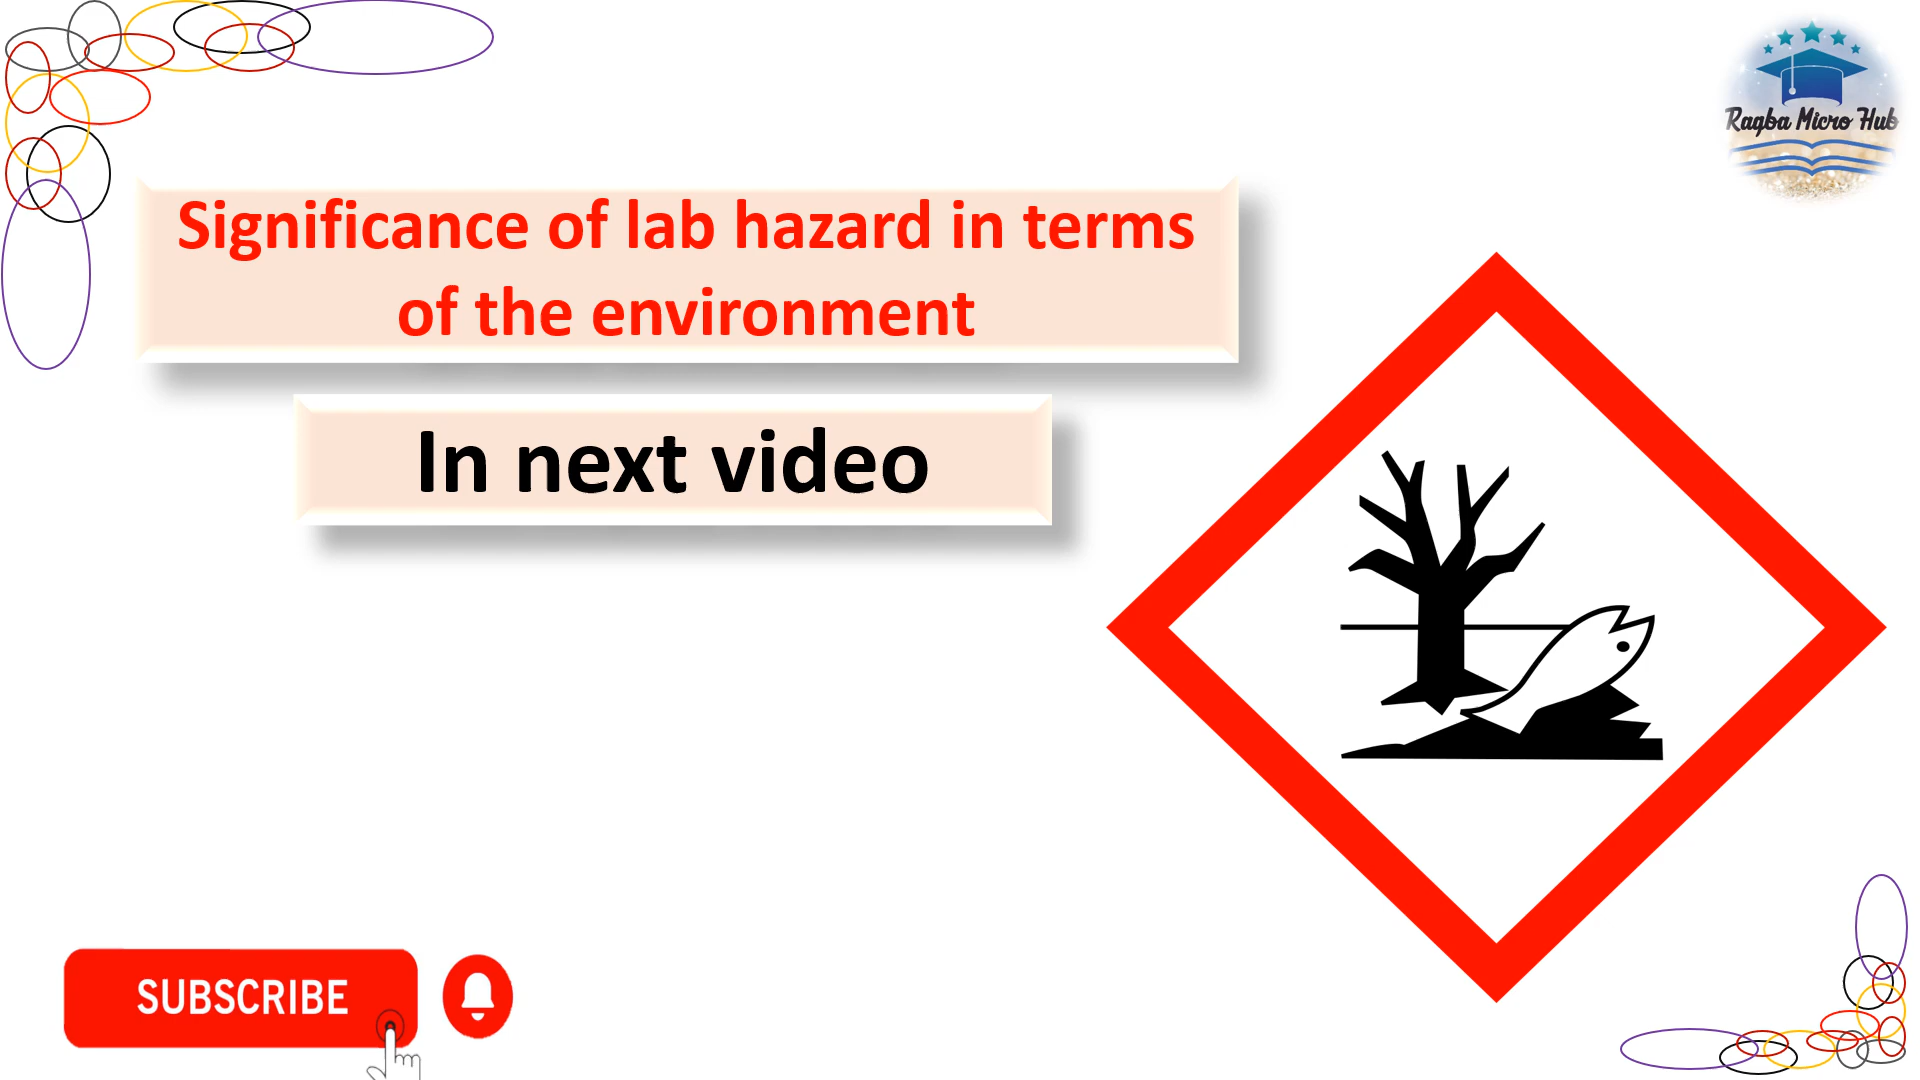 Ragba Micro Hub
Significance of lab hazard in terms
of the environment
In next video
SUBSCRIBE